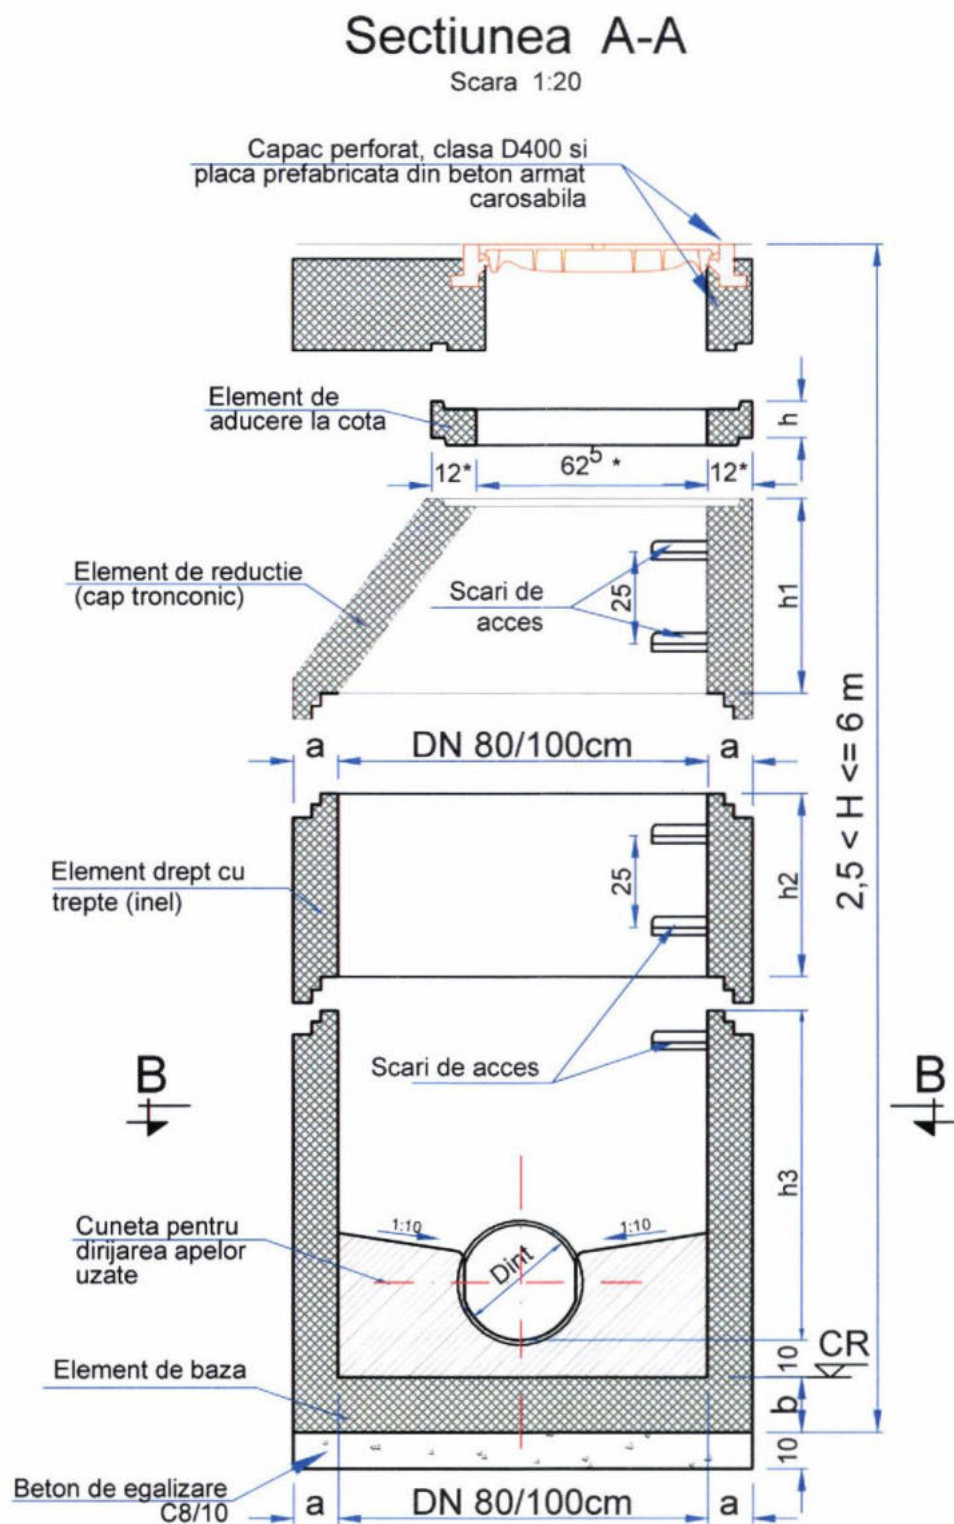 Sectiunea A-A
Scara 1:20
Capac perforat, clasa D400 si
placa prefabricata din beton armat
carosabila
Element de
aducere la cota
h
12*
62⁵ *
12*
Element de reductie
(cap tronconic)
Scari de
acces
25
h1
2,5 < H <= 6 m
a
DN 80/100cm
a
Element drept cu
trepte (inel)
25
h2
Scari de acces
B
B
h3
Cuneta pentru
dirijarea apelor
uzate
1:10
1:10
Dint
CR
10
Element de baza
b
10
Beton de egalizare
C8/10
a
DN 80/100cm
a